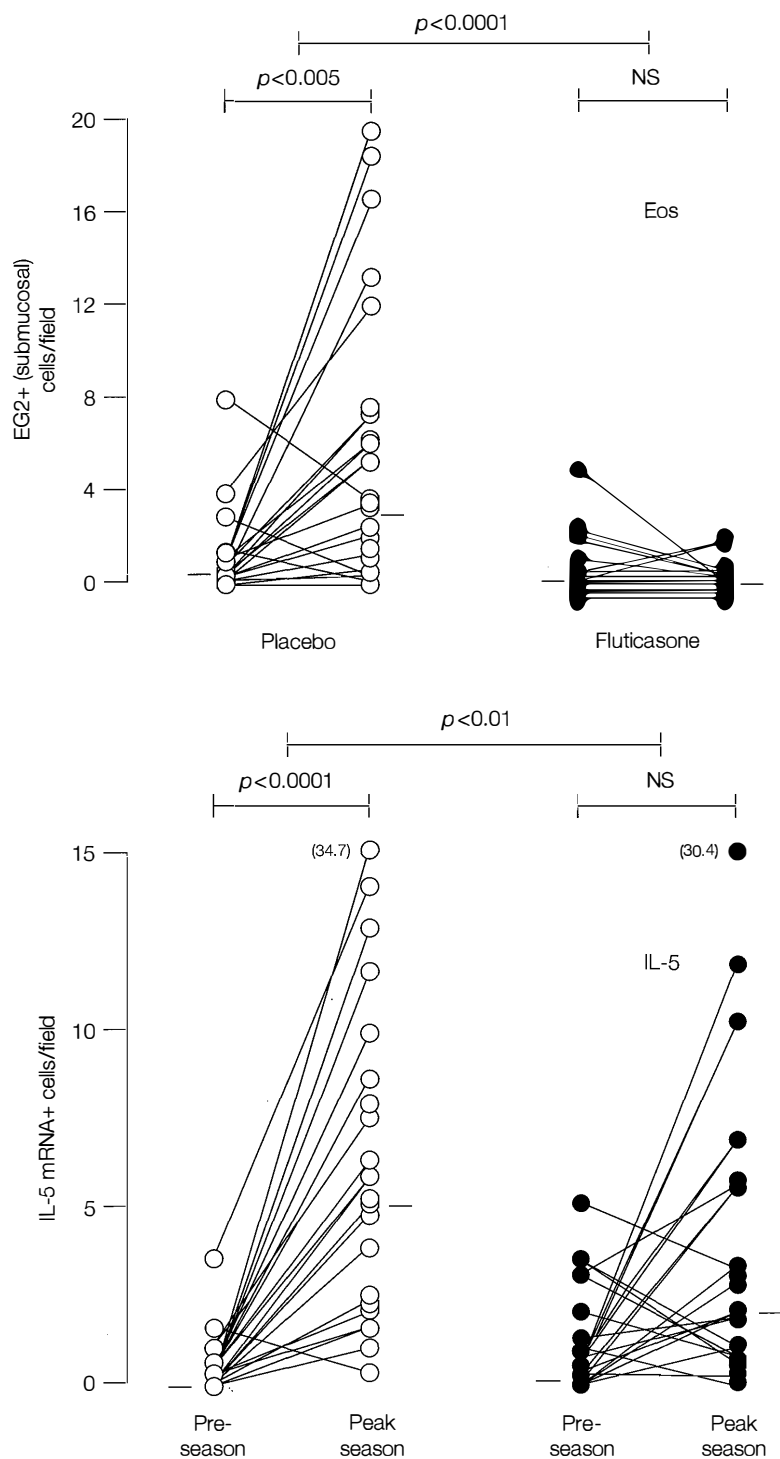 p<0.0001
p<0.005
NS
20
16
12
8
4
0
EG2+ (submucosal)
cells/field
Eos
Placebo
Fluticasone
p<0.01
p<0.0001
NS
15
10
5
0
IL-5 mRNA+ cells/field
(34.7)
(30.4)
IL-5
Pre-
season
Peak
season
Pre-
season
Peak
season